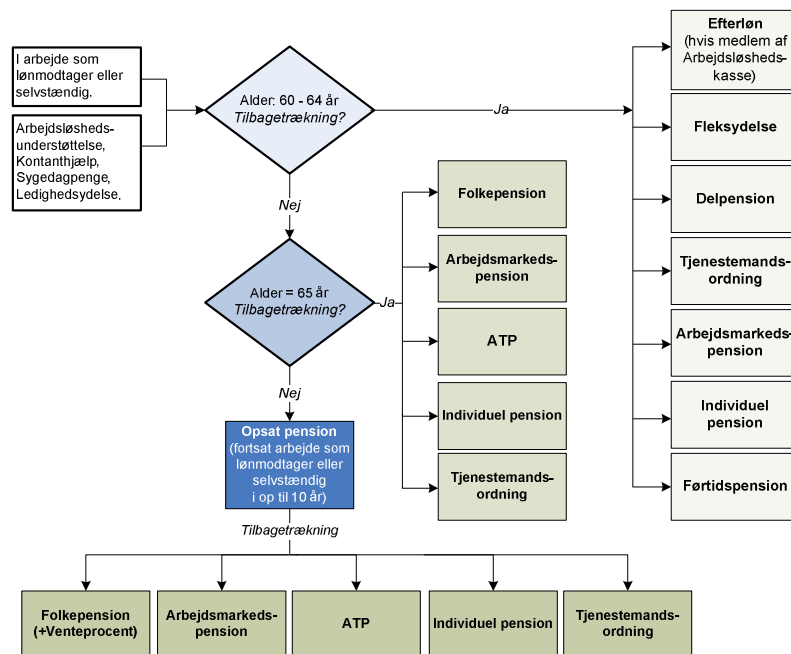 I arbejde som
lønmodtager eller
selvstændig.
Arbejdsløsheds-
understøttelse,
Kontanthjælp,
Sygedagpenge,
Ledighedsydelse.
Alder: 60 - 64 år
Tilbagetrækning?
Ja
Nej
Efterløn
(hvis medlem af
Arbejdsløsheds-
kasse)
Fleksydelse
Delpension
Tjenestemands-
ordning
Arbejdsmarkeds-
pension
Individuel
pension
Førtidspension
Alder = 65 år
Tilbagetrækning?
Ja
Nej
Folkepension
Arbejdsmarkeds-
pension
ATP
Individuel pension
Tjenestemands-
ordning
Opsat pension
(fortsat arbejde som
lønmodtager eller
selvstændig
i op til 10 år)
Tilbagetrækning
Folkepension
(+Venteprocent)
Arbejdsmarkeds-
pension
ATP
Individuel pension
Tjenestemands-
ordning